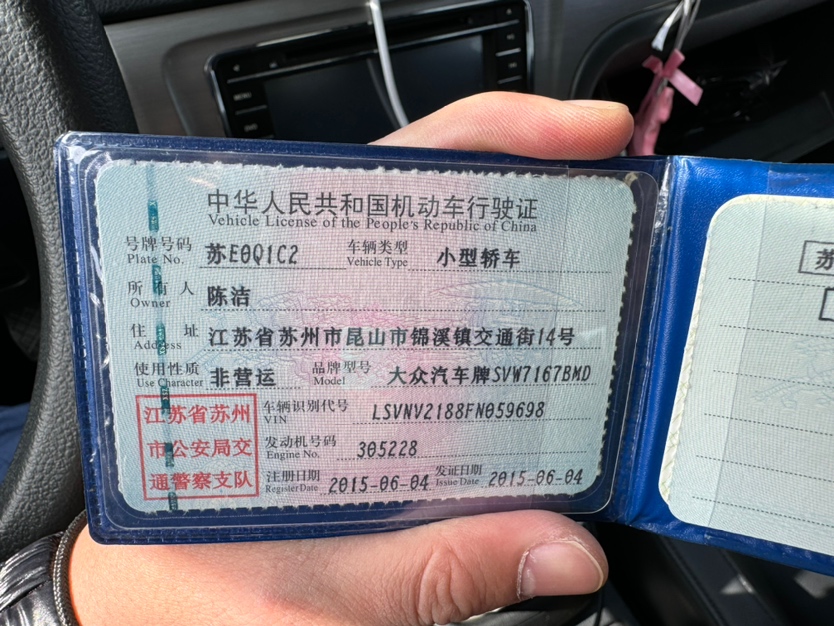 中华人民共和国机动车行驶证
Vehicle License of the People's Republic of China
号牌号码 苏E0Q1C2 车辆类型 小型轿车
Plate No. Vehicle Type
所有人 陈洁
Owner
住址 江苏省苏州市昆山市锦溪镇交通街14号
Address
使用性质 非营运 品牌型号 大众汽车牌SVW7167BMD
Use Character Model
江苏省苏州
市公安局交
通警察支队
车辆识别代号 LSVNV2188FN059698
VIN
发动机号码 305228
Engine No.
注册日期 2015-06-04 发证日期 2015-06-04
Register Date Issue Date
苏